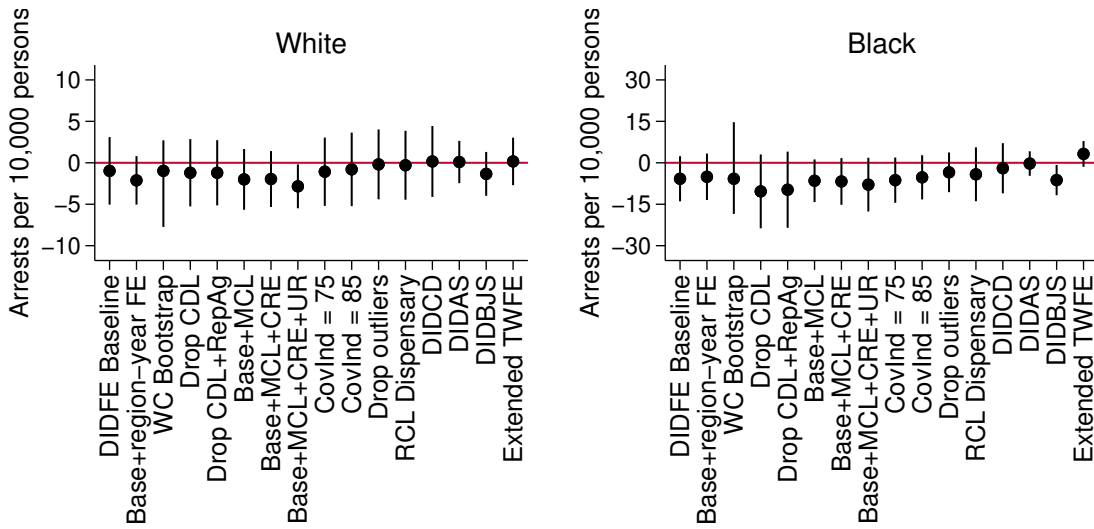 White
Arrests per 10,000 persons
10
5
0
−5
−10
DIDFE Baseline
Base+region−year FE
WC Bootstrap
Drop CDL
Drop CDL+RepAg
Base+MCL
Base+MCL+CRE
Base+MCL+CRE+UR
CovInd = 75
CovInd = 85
Drop outliers
RCL Dispensary
DIDCD
DIDAS
DIDBJS
Extended TWFE
Black
Arrests per 10,000 persons
30
15
0
−15
−30
DIDFE Baseline
Base+region−year FE
WC Bootstrap
Drop CDL
Drop CDL+RepAg
Base+MCL
Base+MCL+CRE
Base+MCL+CRE+UR
CovInd = 75
CovInd = 85
Drop outliers
RCL Dispensary
DIDCD
DIDAS
DIDBJS
Extended TWFE